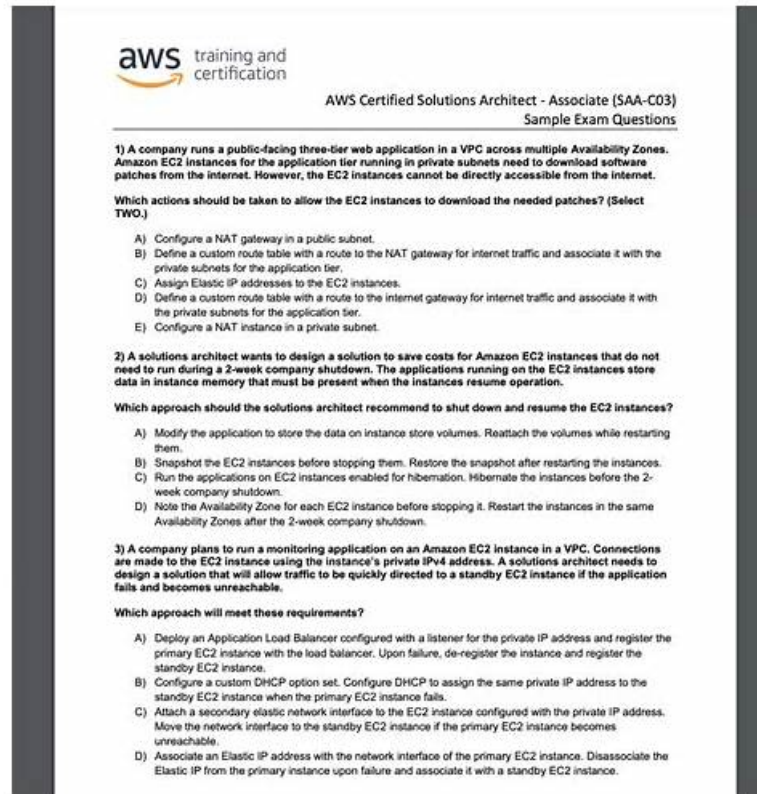 aws training and
certification
AWS Certified Solutions Architect - Associate (SAA-C03)
Sample Exam Questions
1) A company runs a public-facing three-tier web application in a VPC across multiple Availability Zones.
Amazon EC2 instances for the application tier running in private subnets need to download software
patches from the internet. However, the EC2 instances cannot be directly accessible from the internet.
Which actions should be taken to allow the EC2 instances to download the needed patches? (Select
TWO.)
A) Configure a NAT gateway in a public subnet.
B) Define a custom route table with a route to the NAT gateway for internet traffic and associate it with the
private subnets for the application tier.
C) Assign Elastic IP addresses to the EC2 instances.
D) Define a custom route table with a route to the internet gateway for internet traffic and associate it with
the private subnets for the application tier.
E) Configure a NAT instance in a private subnet.
2) A solutions architect wants to design a solution to save costs for Amazon EC2 instances that do not
need to run during a 2-week company shutdown. The applications running on the EC2 instances store
data in instance memory that must be present when the instances resume operation.
Which approach should the solutions architect recommend to shut down and resume the EC2 instances?
A) Modify the application to store the data on instance store volumes. Reattach the volumes while restarting
them.
B) Snapshot the EC2 instances before stopping them. Restore the snapshot after restarting the instances.
C) Run the applications on EC2 instances enabled for hibernation. Hibernate the instances before the 2-
week company shutdown.
D) Note the Availability Zone for each EC2 instance before stopping it. Restart the instances in the same
Availability Zones after the 2-week company shutdown.
3) A company plans to run a monitoring application on an Amazon EC2 instance in a VPC. Connections
are made to the EC2 instance using the instance's private IPv4 address. A solutions architect needs to
design a solution that will allow traffic to be quickly directed to a standby EC2 instance if the application
fails and becomes unreachable.
Which approach will meet these requirements?
A) Deploy an Application Load Balancer configured with a listener for the private IP address and register the
primary EC2 instance with the load balancer. Upon failure, de-register the instance and register the
standby EC2 instance.
B) Configure a custom DHCP option set. Configure DHCP to assign the same private IP address to the
standby EC2 instance when the primary EC2 instance fails.
C) Attach a secondary elastic network interface to the EC2 instance configured with the private IP address.
Move the network interface to the standby EC2 instance if the primary EC2 instance becomes
unreachable.
D) Associate an Elastic IP address with the network interface of the primary EC2 instance. Disassociate the
Elastic IP from the primary instance upon failure and associate it with a standby EC2 instance.